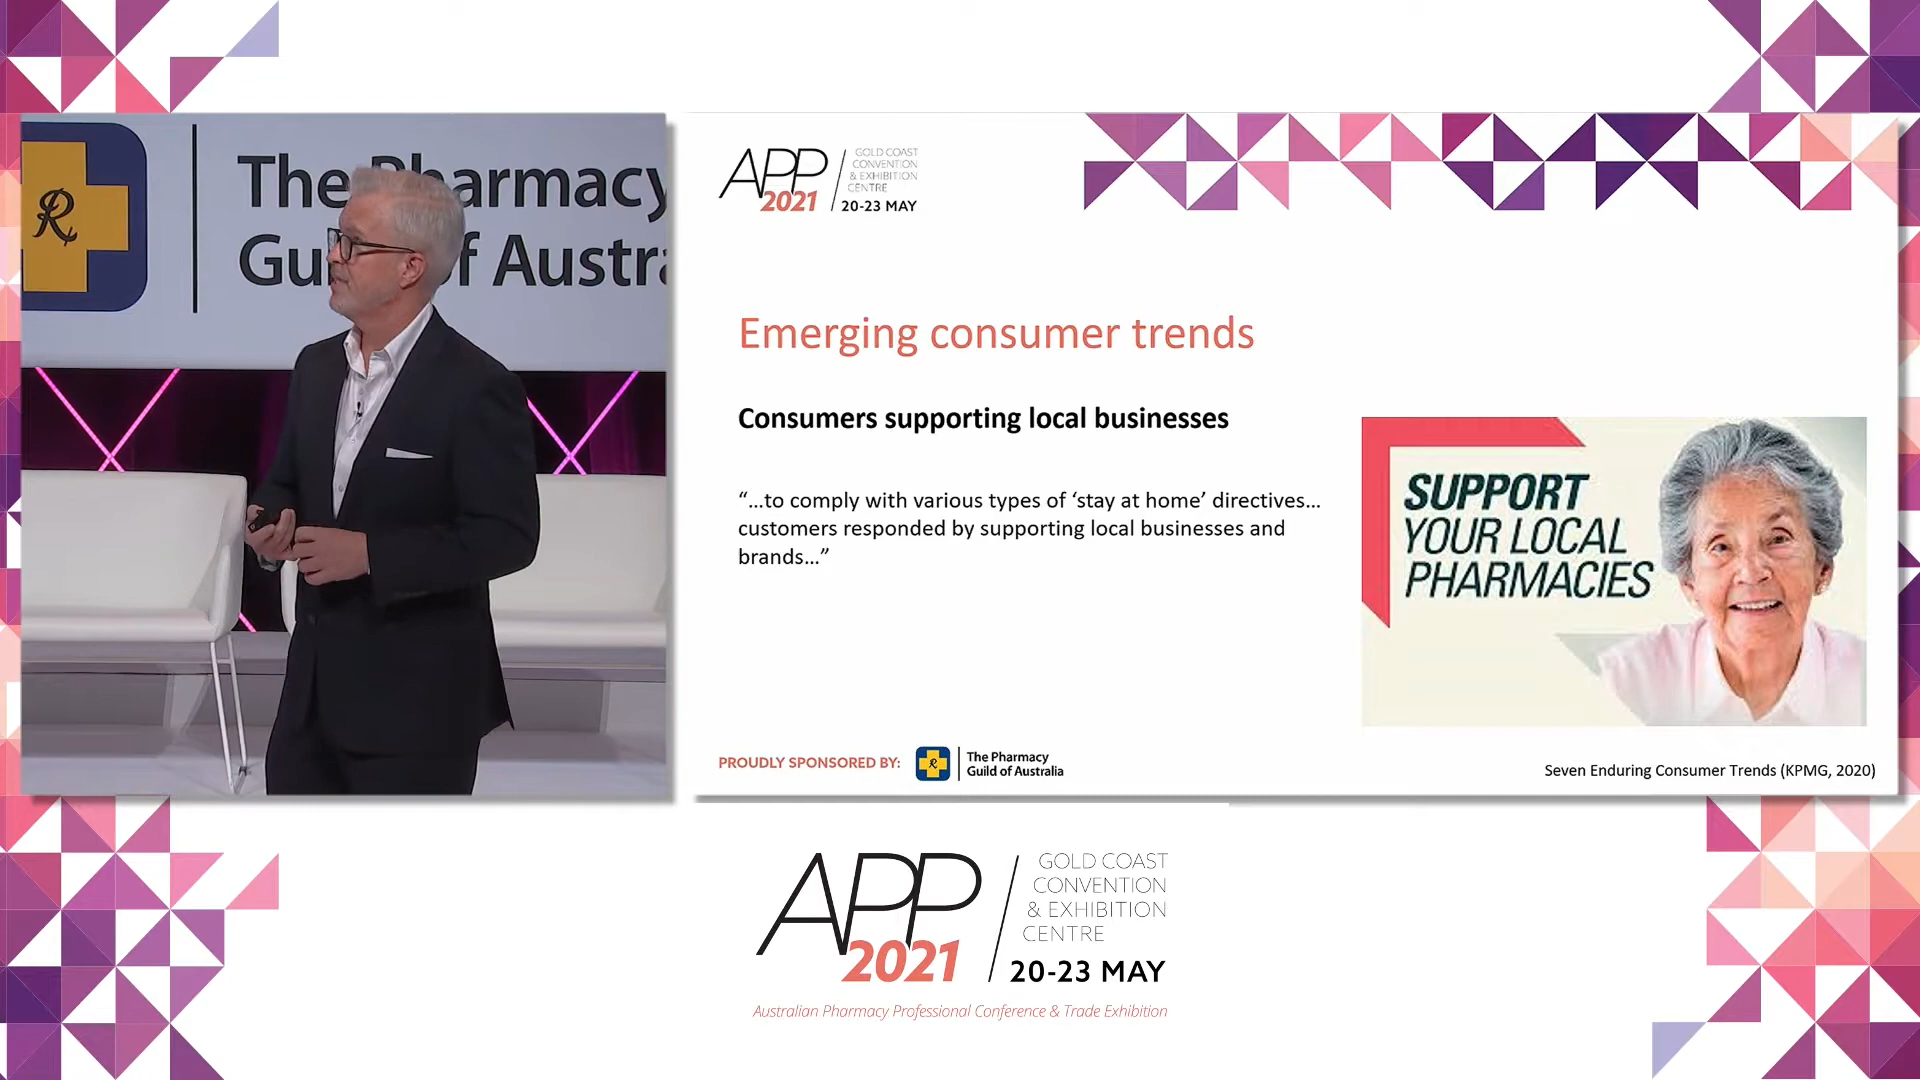 The Pharmacy
Guild of Austra
APP
2021
GOLD COAST
CONVENTION
& EXHIBITION
CENTRE
20-23 MAY
Emerging consumer trends
Consumers supporting local businesses
“...to comply with various types of ‘stay at home’ directives...
customers responded by supporting local businesses and
brands...”
SUPPORT
YOUR LOCAL
PHARMACIES
PROUDLY SPONSORED BY:
The Pharmacy
Guild of Australia
Seven Enduring Consumer Trends (KPMG, 2020)
APP
2021
GOLD COAST
CONVENTION
& EXHIBITION
CENTRE
20-23 MAY
Australian Pharmacy Professional Conference & Trade Exhibition